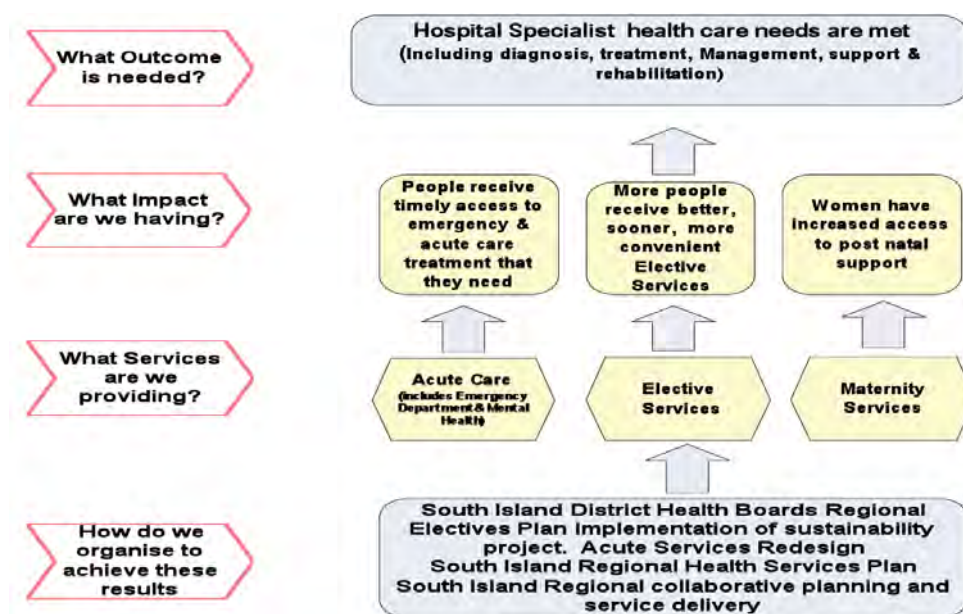 What Outcome
is needed?
Hospital Specialist health care needs are met
(Including diagnosis, treatment, Management, support &
rehabilitation)
What Impact
are we having?
People receive
timely access to
emergency &
acute care
treatment that
they need
More people
receive better,
sooner, more
convenient
Elective
Services
Women have
increased access
to post natal
support
What Services
are we
providing?
Acute Care
(includes Emergency
Department & Mental
Health)
Elective
Services
Maternity
Services
How do we
organise to
achieve these
results
South Island District Health Boards Regional
Electives Plan Implementation of sustainability
project. Acute Services Redesign
South Island Regional Health Services Plan
South Island Regional collaborative planning and
service delivery